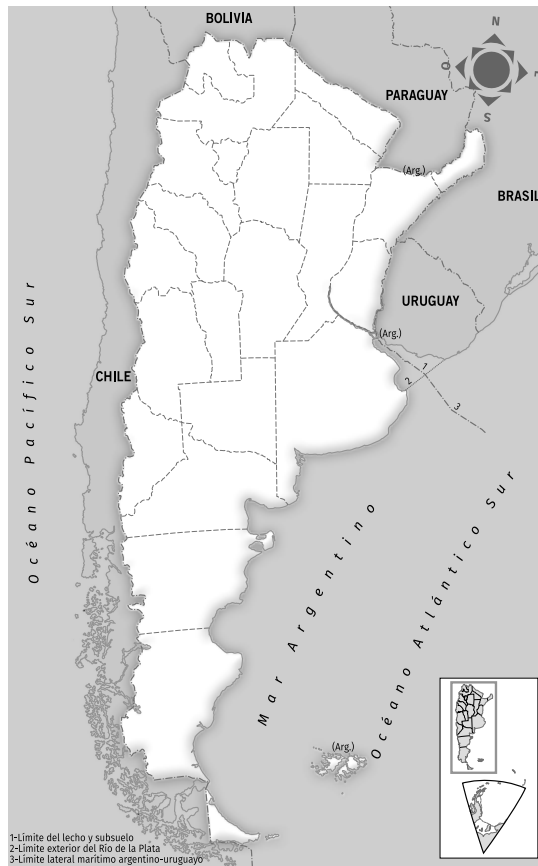 BOLIVIA
N
O
S
PARAGUAY
(Arg.)
BRASIL
URUGUAY
(Arg.)
1
2
3
CHILE
Océano Pacífico Sur
Mar Argentino
Océano Atlántico Sur
(Arg.)
1-Límite del lecho y subsuelo
2-Límite exterior del Río de la Plata
3-Límite lateral marítimo argentino-uruguayo